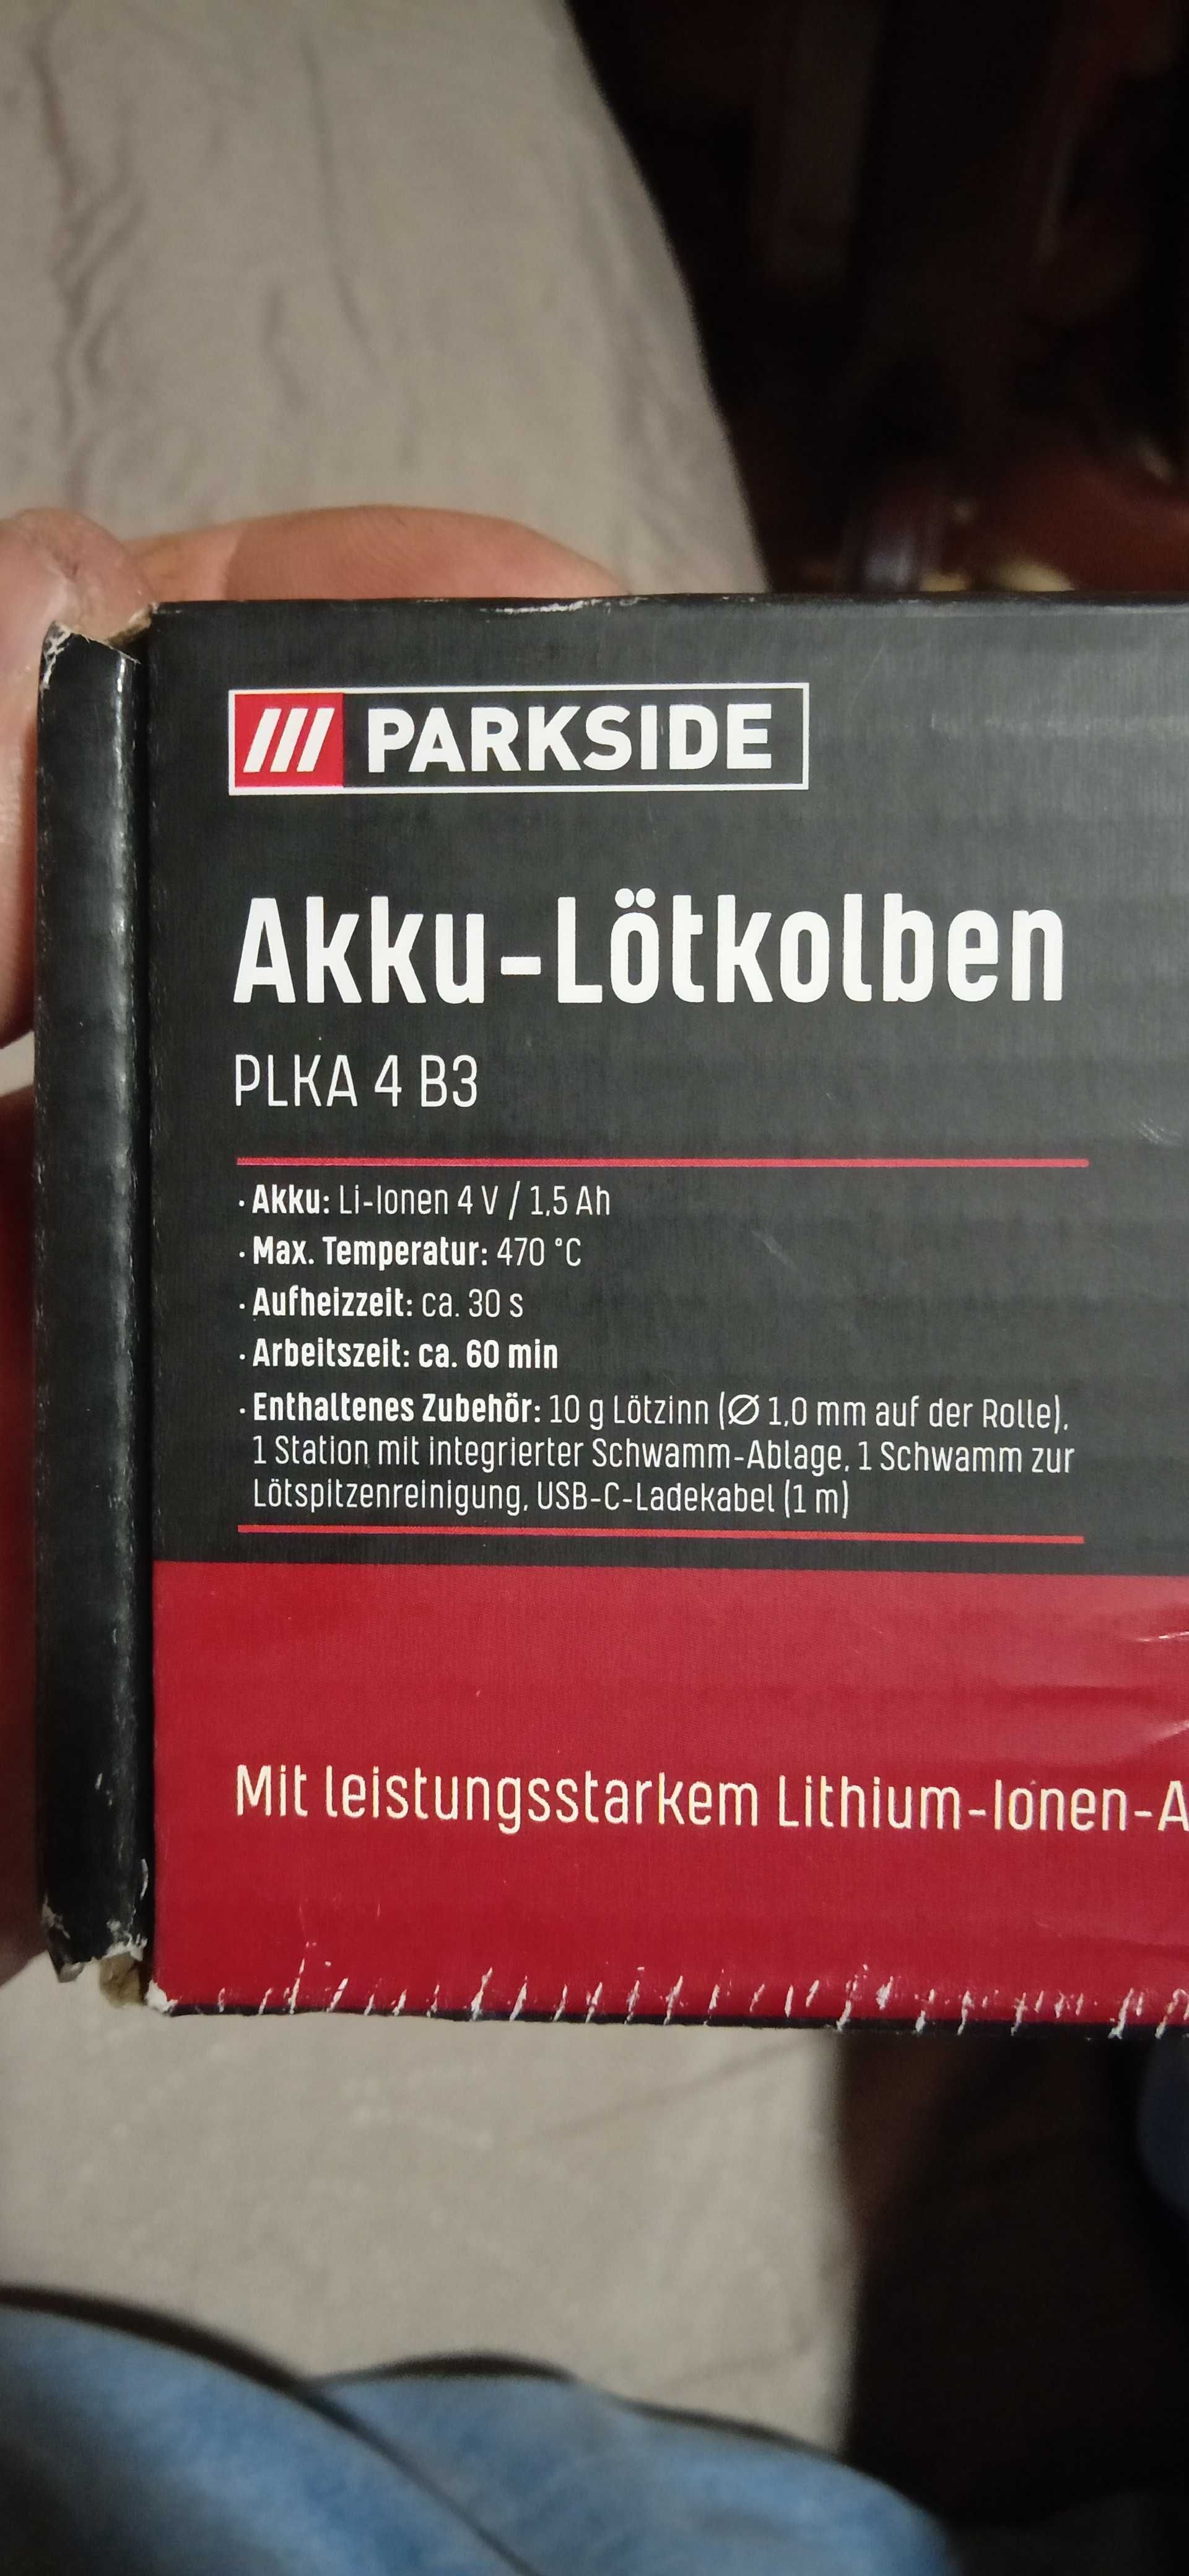 PARKSIDE
Akku-Lötkolben
PLKA 4 B3
· Akku: Li-Ionen 4 V / 1,5 Ah
· Max. Temperatur: 470 °C
· Aufheizzeit: ca. 30 s
· Arbeitszeit: ca. 60 min
· Enthaltenes Zubehör: 10 g Lötzinn (Ø 1,0 mm auf der Rolle),
1 Station mit integrierter Schwamm-Ablage, 1 Schwamm zur
Lötspitzenreinigung, USB-C-Ladekabel (1 m)
Mit leistungsstarkem Lithium-Ionen-A